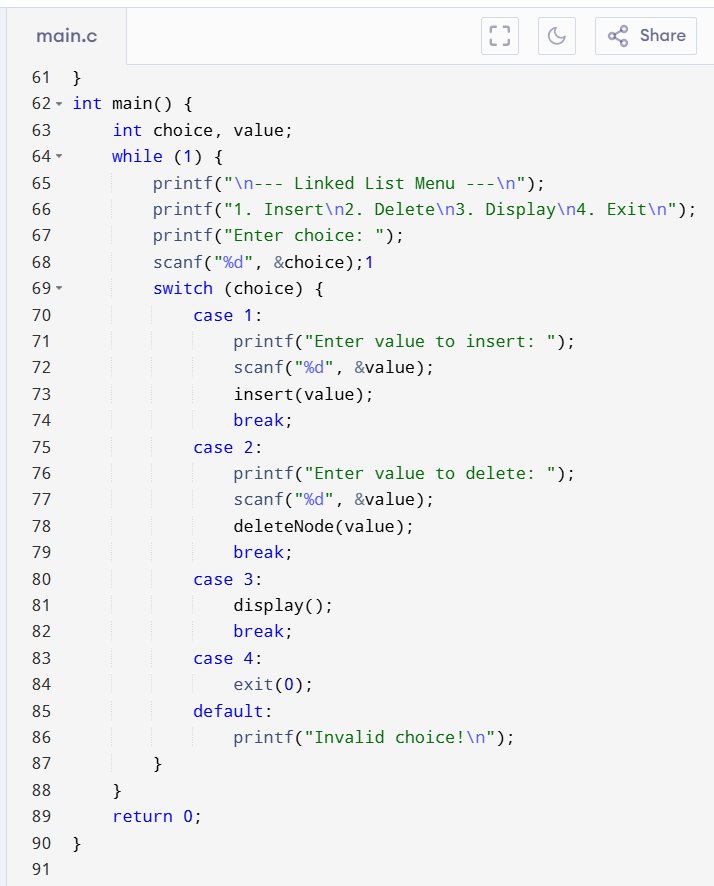 main.c
Share
61 }
62 int main() {
63     int choice, value;
64     while (1) {
65         printf("\n--- Linked List Menu ---\n");
66         printf("1. Insert\n2. Delete\n3. Display\n4. Exit\n");
67         printf("Enter choice: ");
68         scanf("%d", &choice);1
69         switch (choice) {
70             case 1:
71                 printf("Enter value to insert: ");
72                 scanf("%d", &value);
73                 insert(value);
74                 break;
75             case 2:
76                 printf("Enter value to delete: ");
77                 scanf("%d", &value);
78                 deleteNode(value);
79                 break;
80             case 3:
81                 display();
82                 break;
83             case 4:
84                 exit(0);
85             default:
86                 printf("Invalid choice!\n");
87         }
88     }
89     return 0;
90 }
91